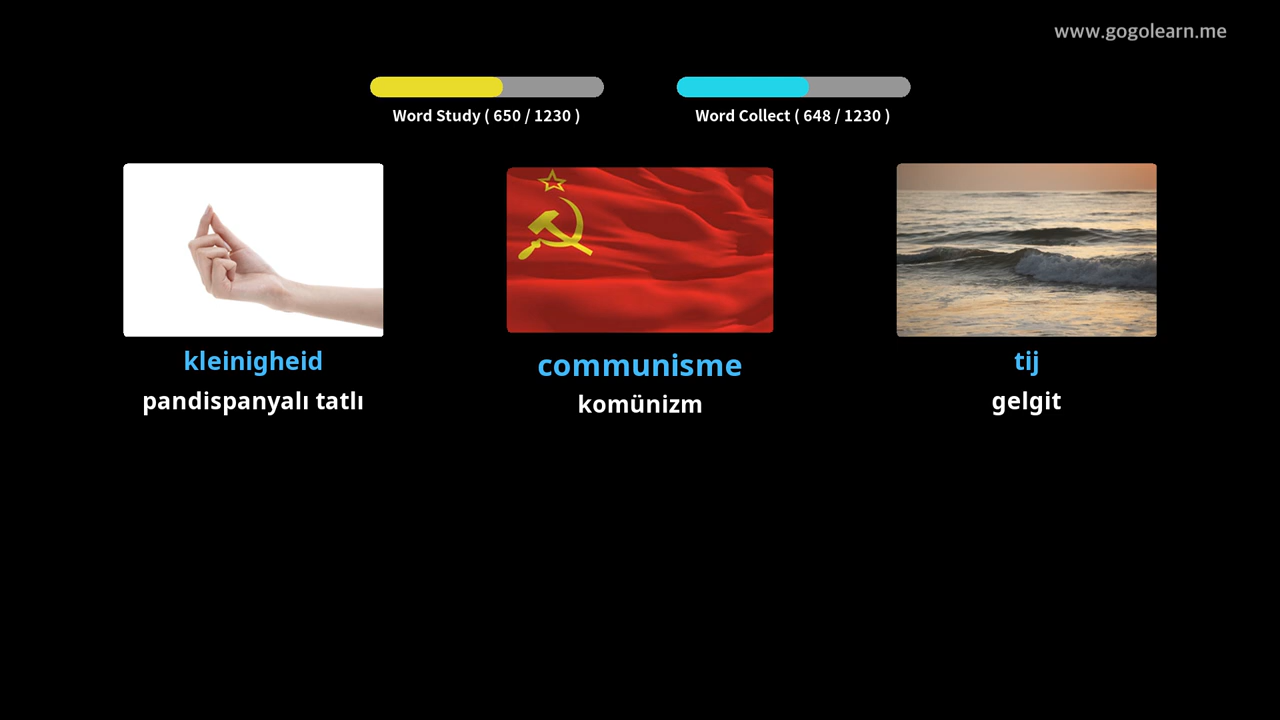 www.gogolearn.me
Word Study ( 650 / 1230 )
Word Collect ( 648 / 1230 )
kleinigheid
communisme
tij
pandispanyalı tatlı
komünizm
gelgit